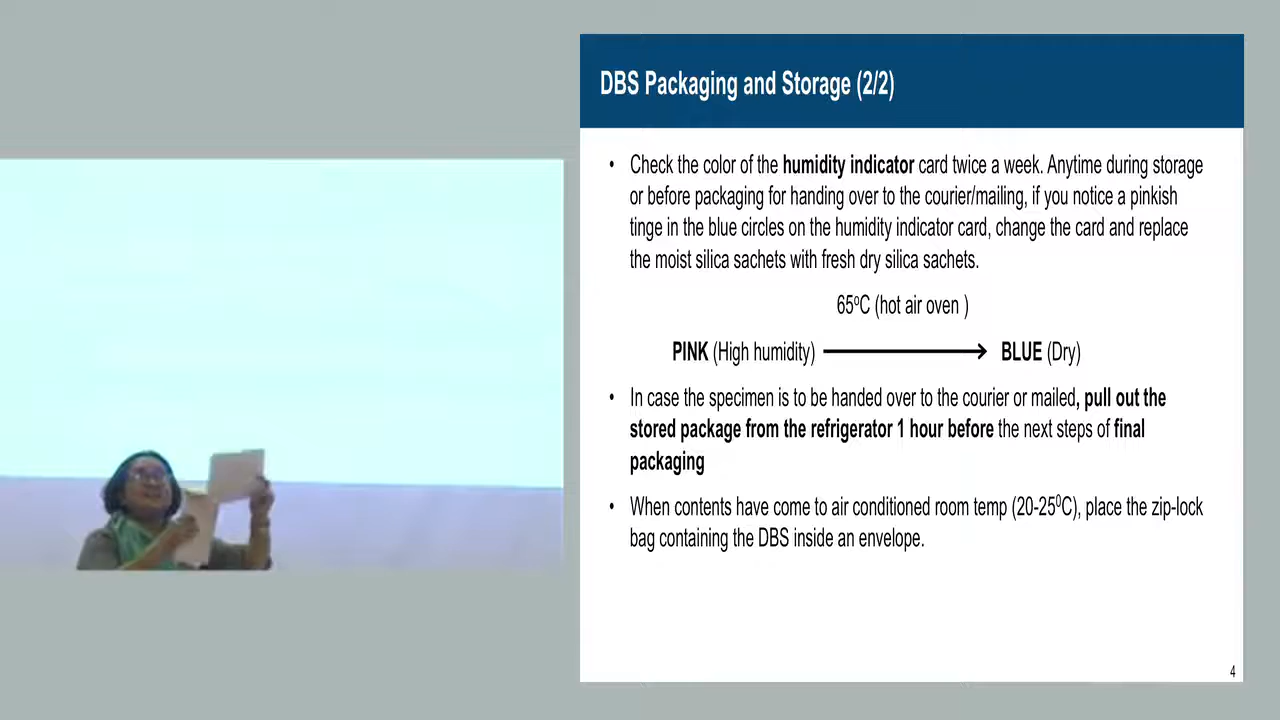 DBS Packaging and Storage (2/2)
• Check the color of the humidity indicator card twice a week. Anytime during storage
or before packaging for handing over to the courier/mailing, if you notice a pinkish
tinge in the blue circles on the humidity indicator card, change the card and replace
the moist silica sachets with fresh dry silica sachets.
65ºC (hot air oven )
PINK (High humidity) ⟶ BLUE (Dry)
• In case the specimen is to be handed over to the courier or mailed, pull out the
stored package from the refrigerator 1 hour before the next steps of final
packaging
• When contents have come to air conditioned room temp (20-25⁰C), place the zip-lock
bag containing the DBS inside an envelope.
4